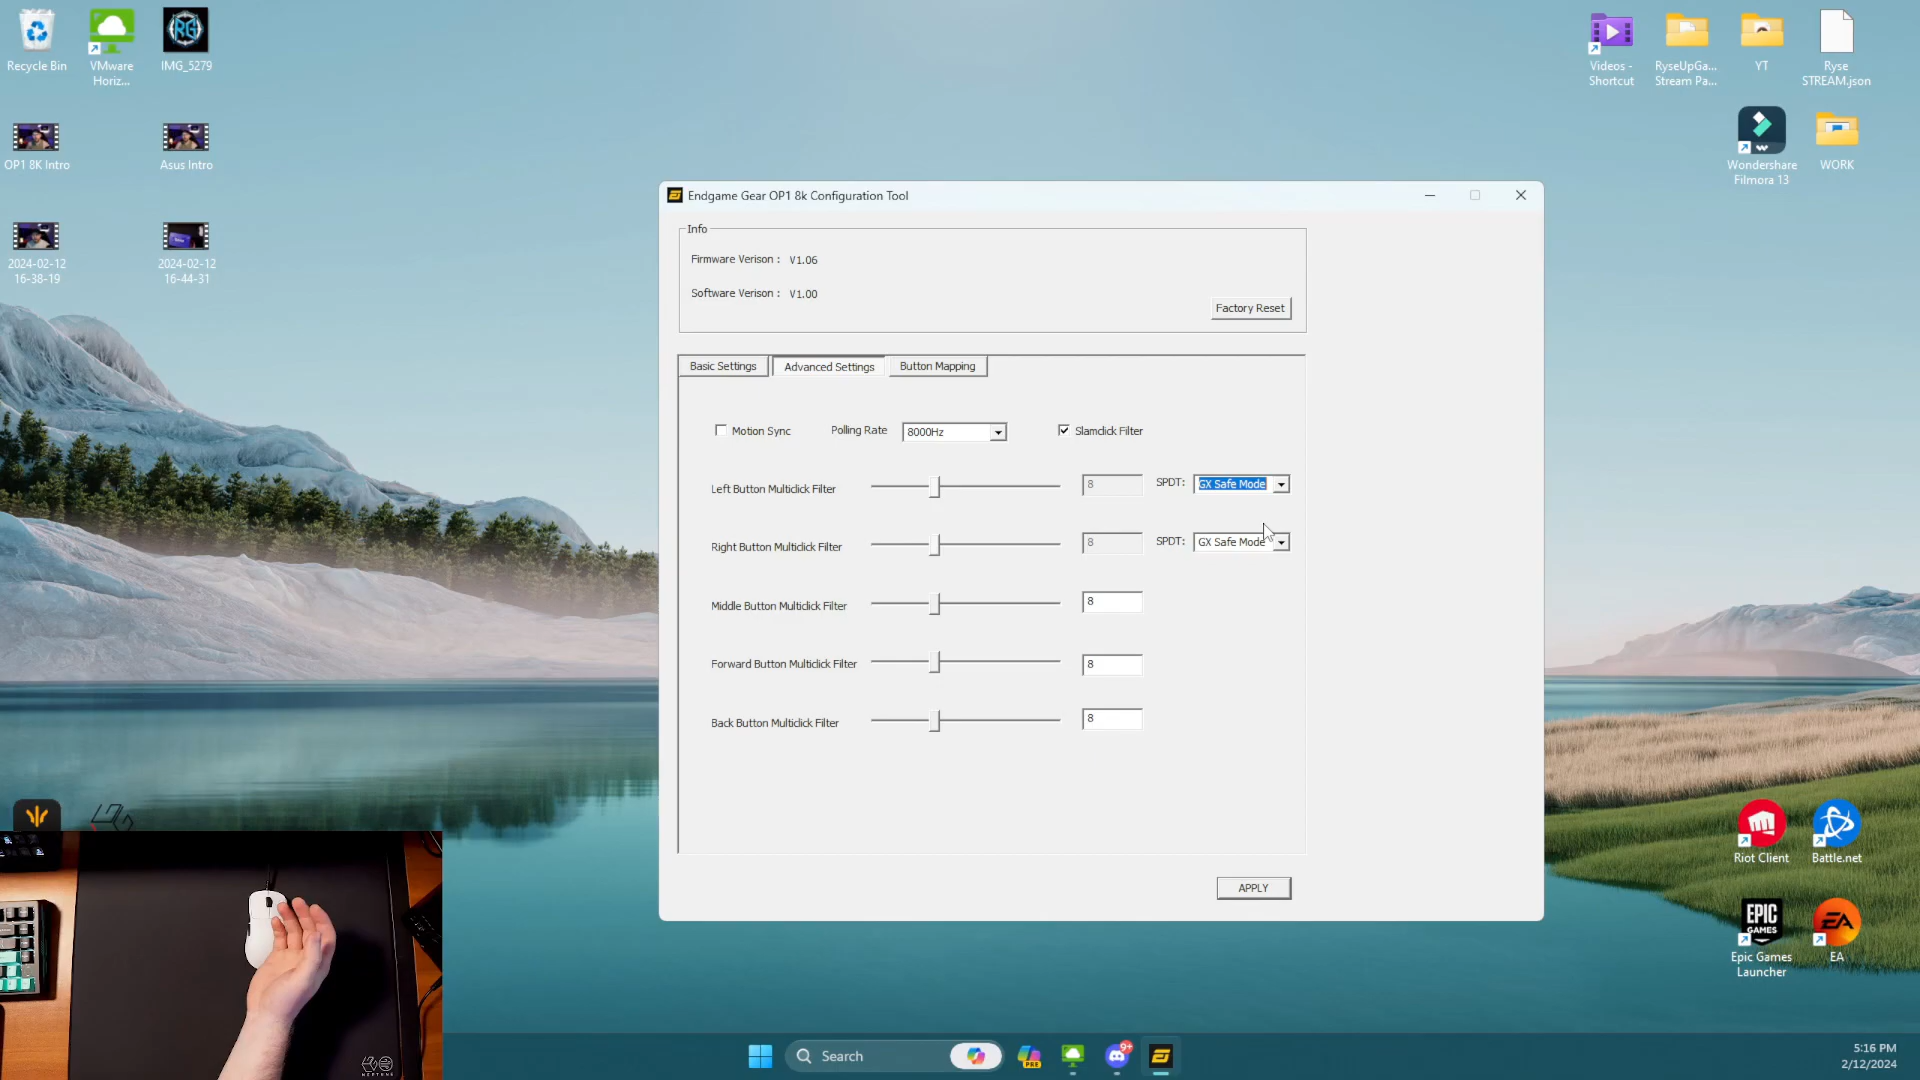 Recycle Bin
VMware
Horiz...
IMG_5279
OP1 8K Intro
Asus Intro
2024-02-12
16-38-19
2024-02-12
16-44-31
Videos -
Shortcut
RyseUpGa...
Stream Pa...
YT
Ryse
STREAM.json
Wondershare
Filmora 13
WORK
Endgame Gear OP1 8k Configuration Tool
Info
Firmware Verison : V1.06
Software Verison : V1.00
Factory Reset
Basic Settings
Advanced Settings
Button Mapping
Motion Sync
Polling Rate
8000Hz
Slamclick Filter
Left Button Multiclick Filter
8
SPDT:
GX Safe Mode
Right Button Multiclick Filter
8
SPDT:
GX Safe Mode
Middle Button Multiclick Filter
8
Forward Button Multiclick Filter
8
Back Button Multiclick Filter
8
APPLY
Riot Client
Battle.net
EPIC
GAMES
Epic Games
Launcher
EA
EA
Search
PRE
9+
5:16 PM
2/12/2024